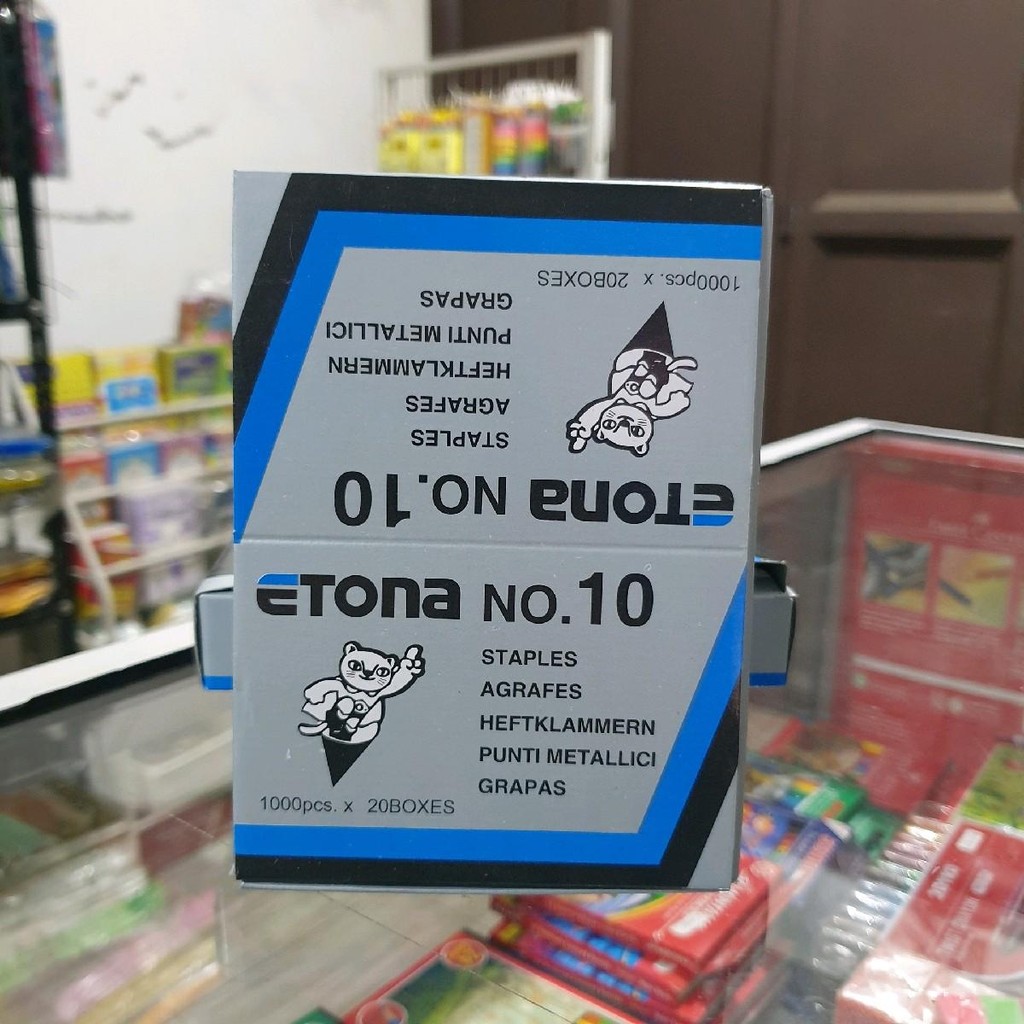 1000pcs. x 20BOXES
GRAPAS
PUNTI METALLICI
HEFTKLAMMERN
AGRAFES
STAPLES
ETONA NO.10
ETONA NO.10
STAPLES
AGRAFES
HEFTKLAMMERN
PUNTI METALLICI
GRAPAS
1000pcs. x 20BOXES